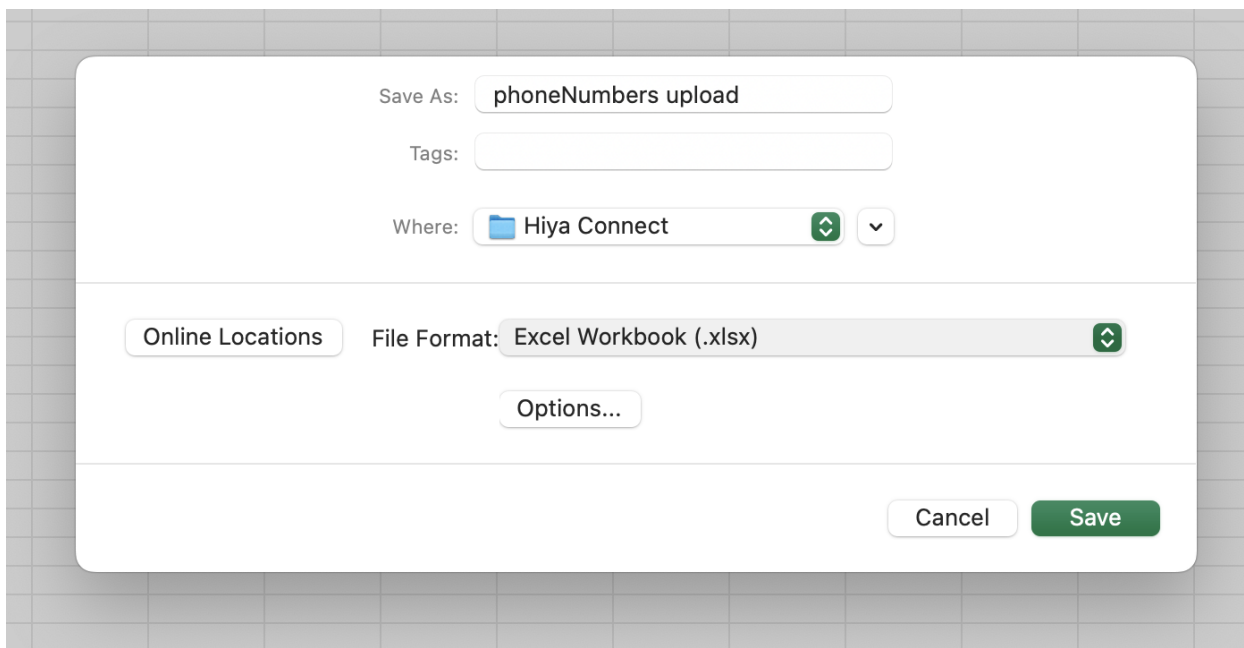 Save As: phoneNumbers upload
Tags:
Where: Hiya Connect
Online Locations File Format: Excel Workbook (.xlsx)
Options...
Cancel Save